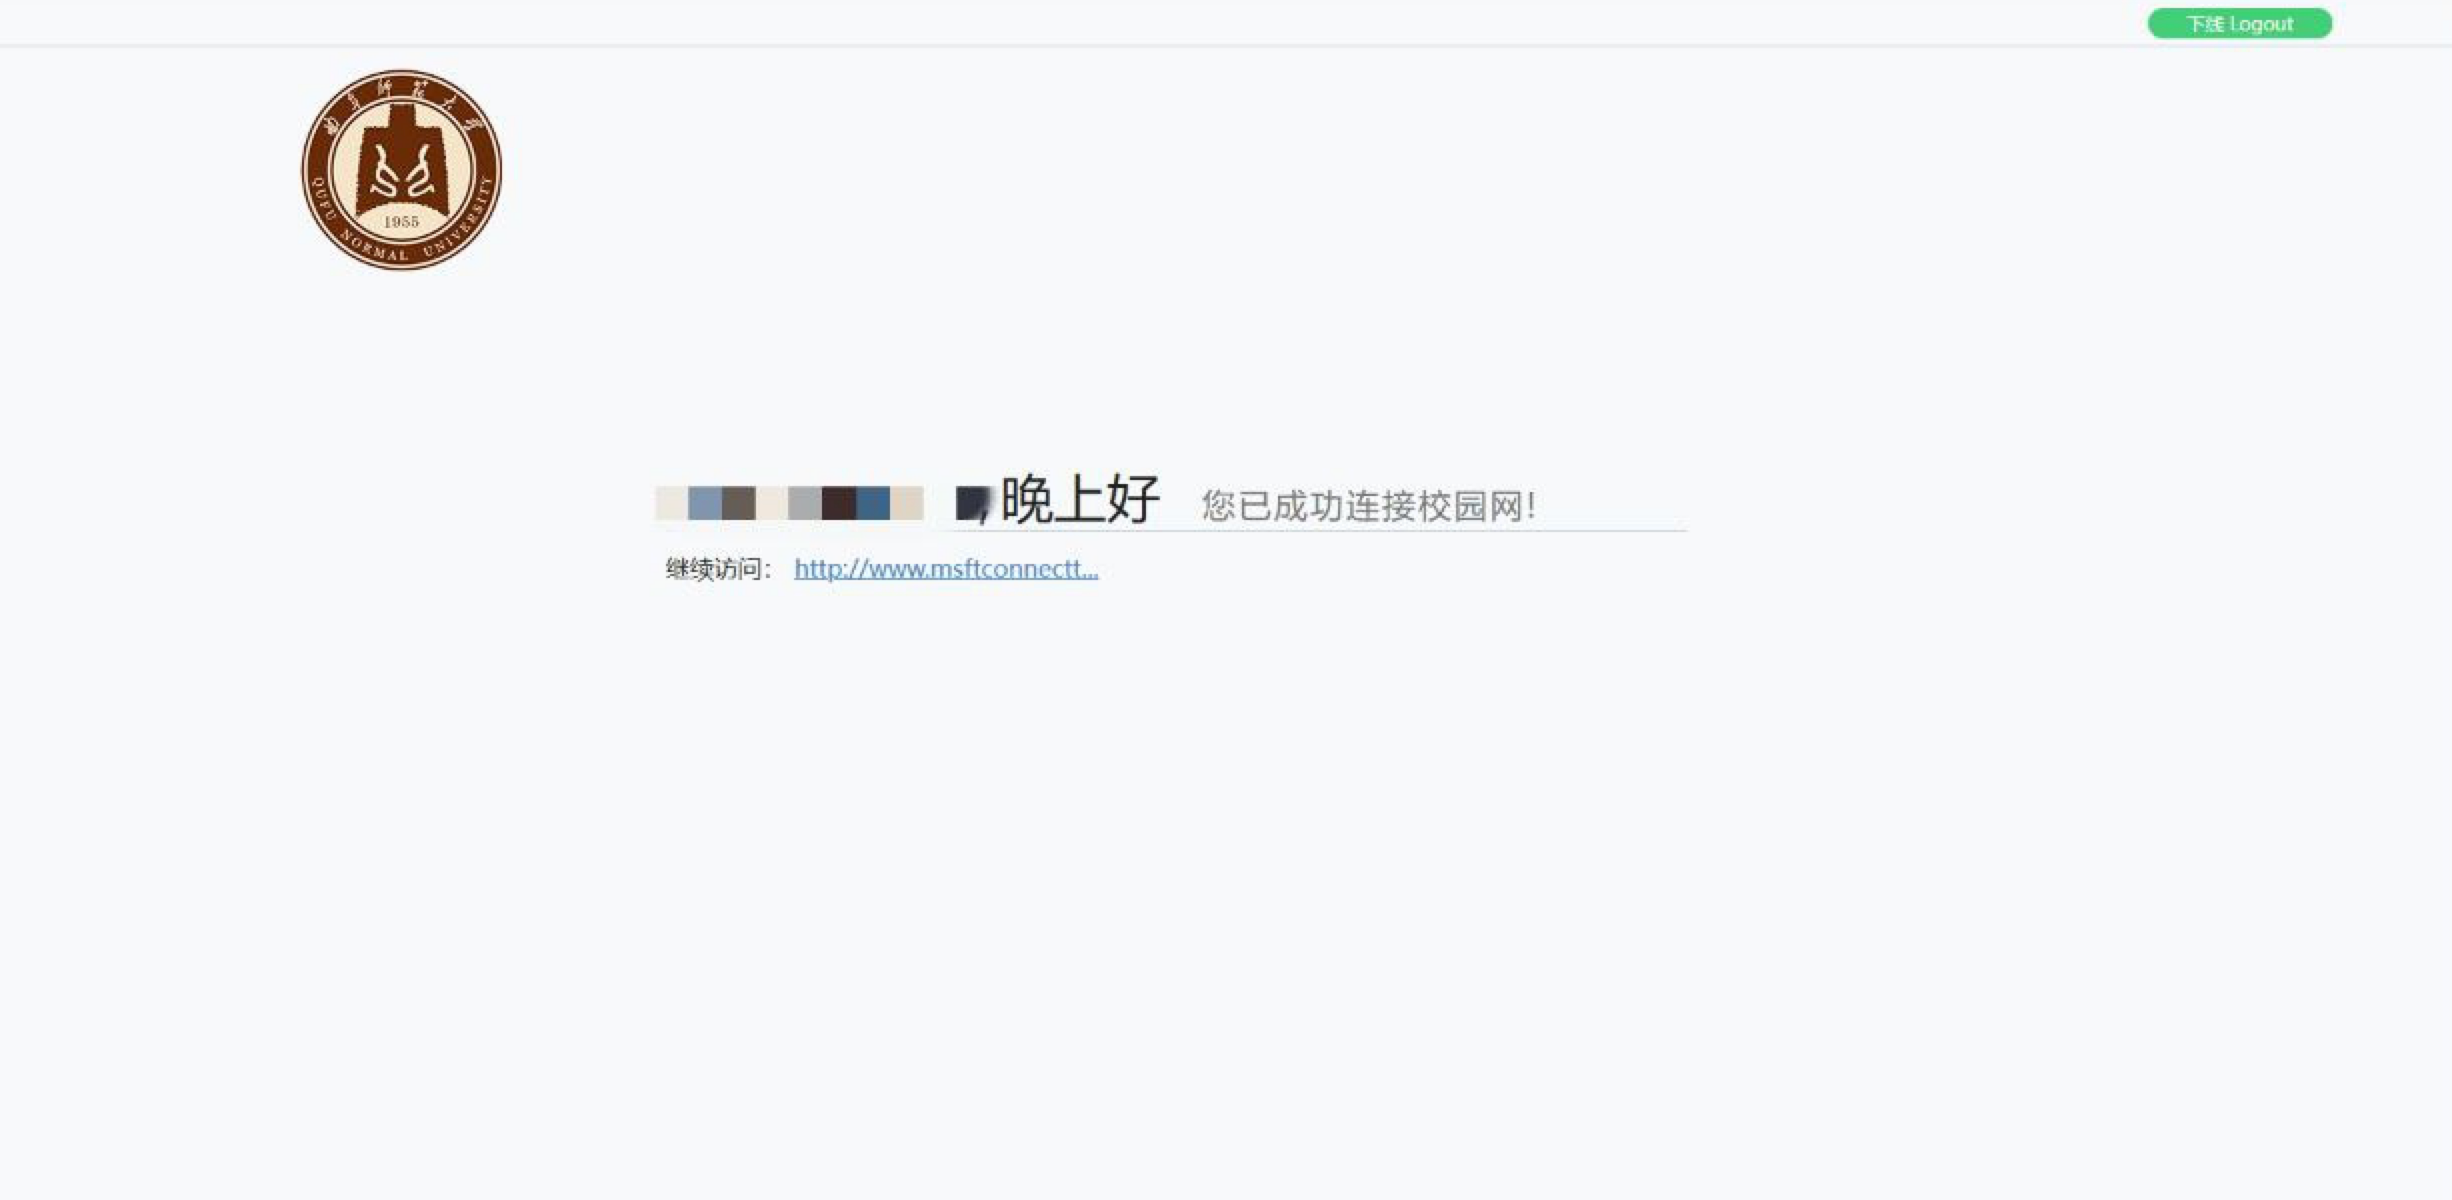 下线 Logout
曲阜师范大学
1955
QUFU NORMAL UNIVERSITY
,晚上好 您已成功连接校园网!
继续访问： http://www.msftconnectt...